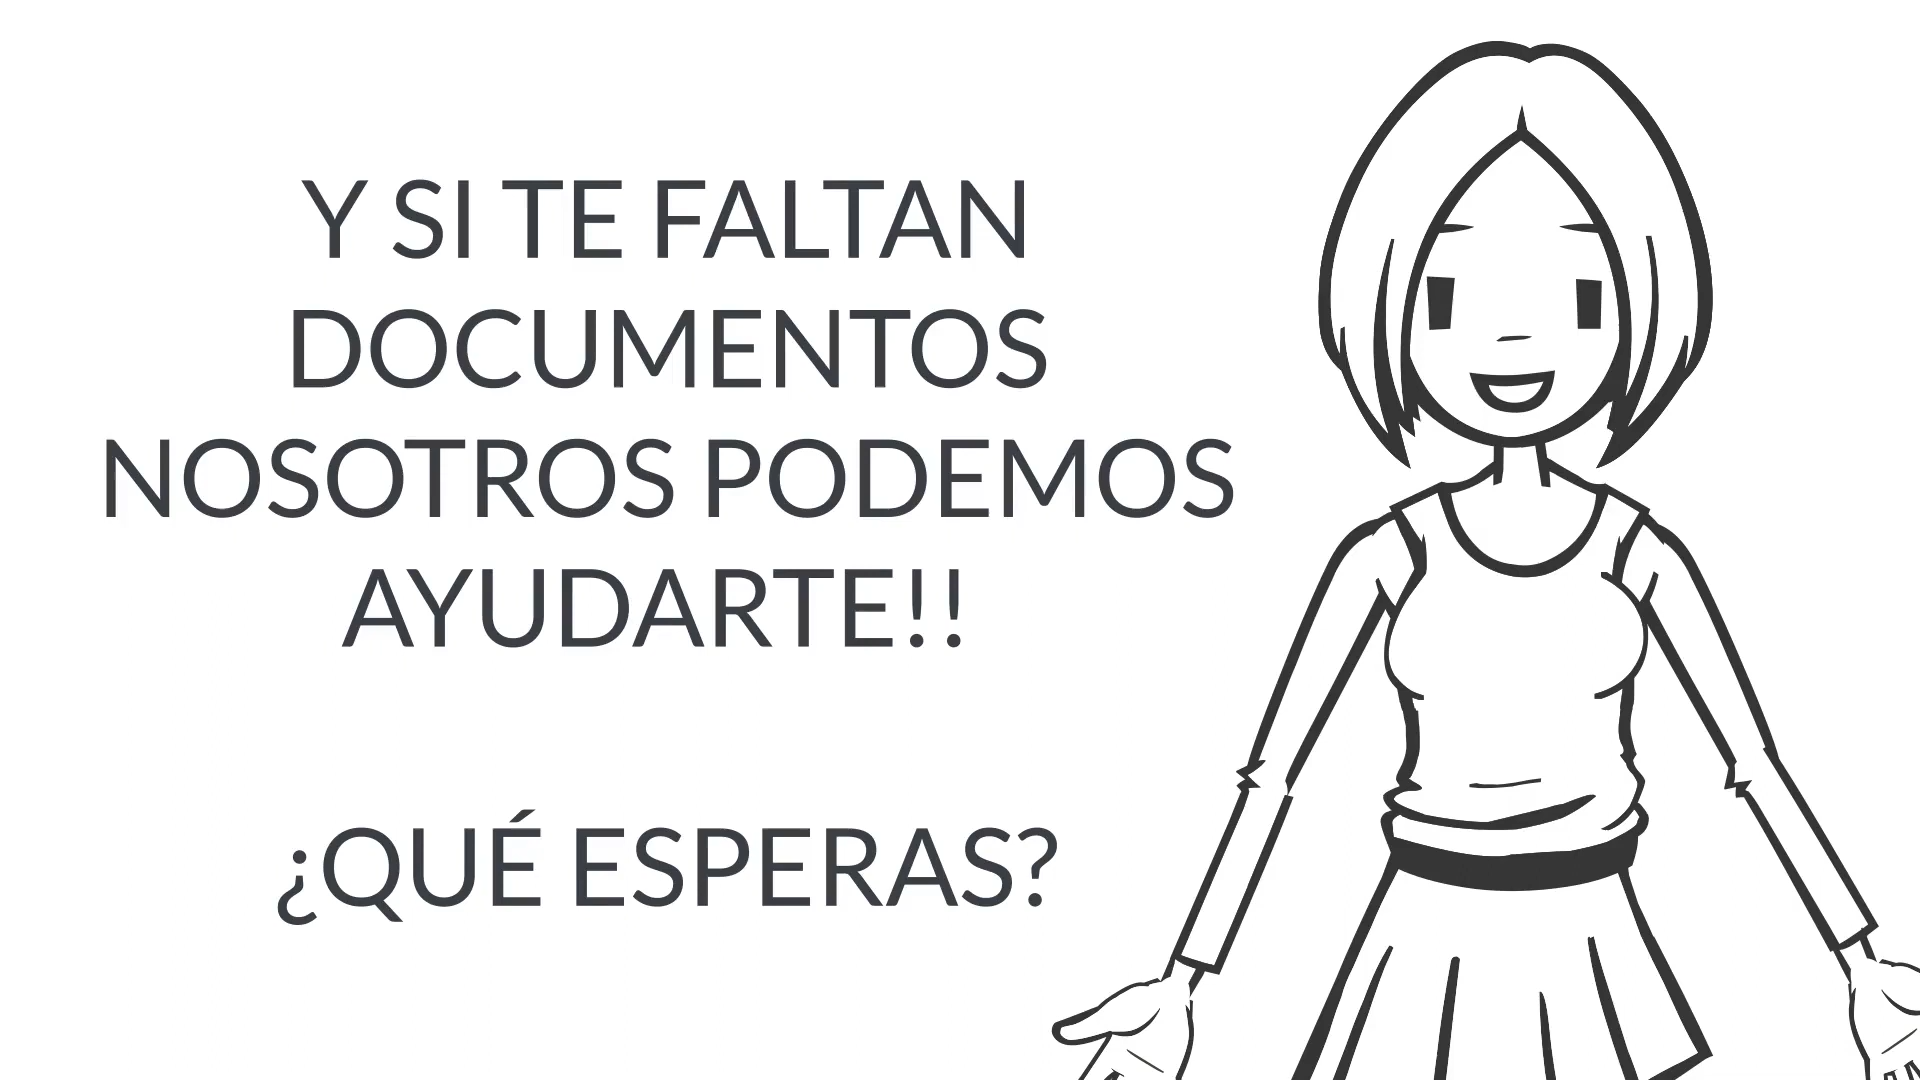 Y SI TE FALTAN
DOCUMENTOS
NOSOTROS PODEMOS
AYUDARTE!!
¿QUÉ ESPERAS?